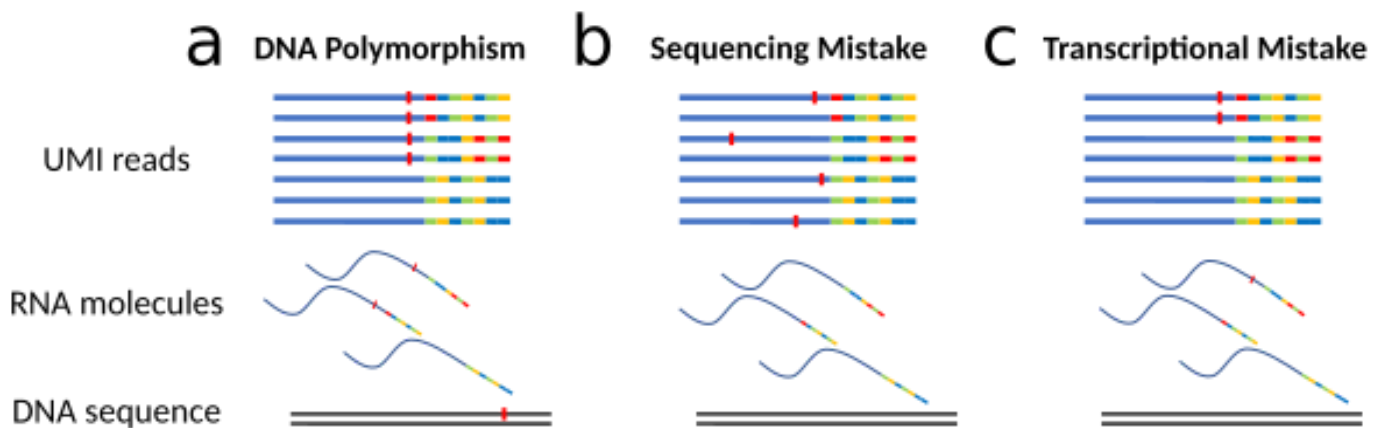 a DNA Polymorphism b Sequencing Mistake c Transcriptional Mistake
UMI reads
RNA molecules
DNA sequence